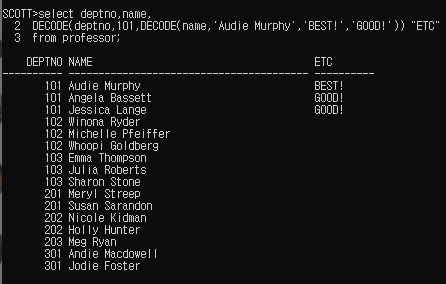 SCOTT>select deptno,name,
  2  DECODE(deptno,101,DECODE(name,'Audie Murphy','BEST!','GOOD!')) "ETC"
  3  from professor;
    DEPTNO NAME                                     ETC
---------- ---------------------------------------- ----------
       101 Audie Murphy                             BEST!
       101 Angela Bassett                           GOOD!
       101 Jessica Lange                            GOOD!
       102 Winona Ryder
       102 Michelle Pfeiffer
       102 Whoopi Goldberg
       103 Emma Thompson
       103 Julia Roberts
       103 Sharon Stone
       201 Meryl Streep
       201 Susan Sarandon
       202 Nicole Kidman
       202 Holly Hunter
       203 Meg Ryan
       301 Andie Macdowell
       301 Jodie Foster